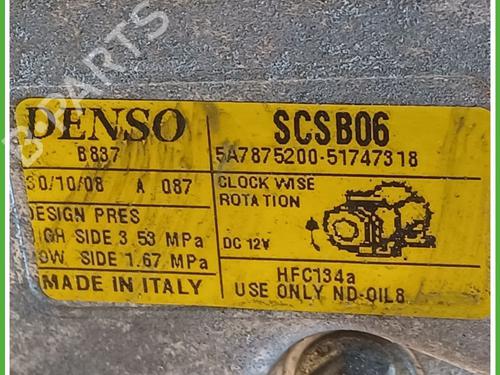 B-PARTS
DENSO
B837
30/10/08 A 087
DESIGN PRES
HIGH SIDE 3.53 MPa
LOW SIDE 1.67 MPa
MADE IN ITALY
SCSB06
5A7875200-51747318
CLOCK WISE
ROTATION
DC 12V
HFC134a
USE ONLY ND-OIL8